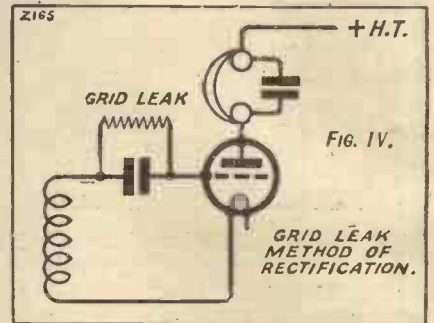 Z165
+ H.T.
GRID LEAK
FIG. IV.
GRID LEAK
METHOD OF
RECTIFICATION.